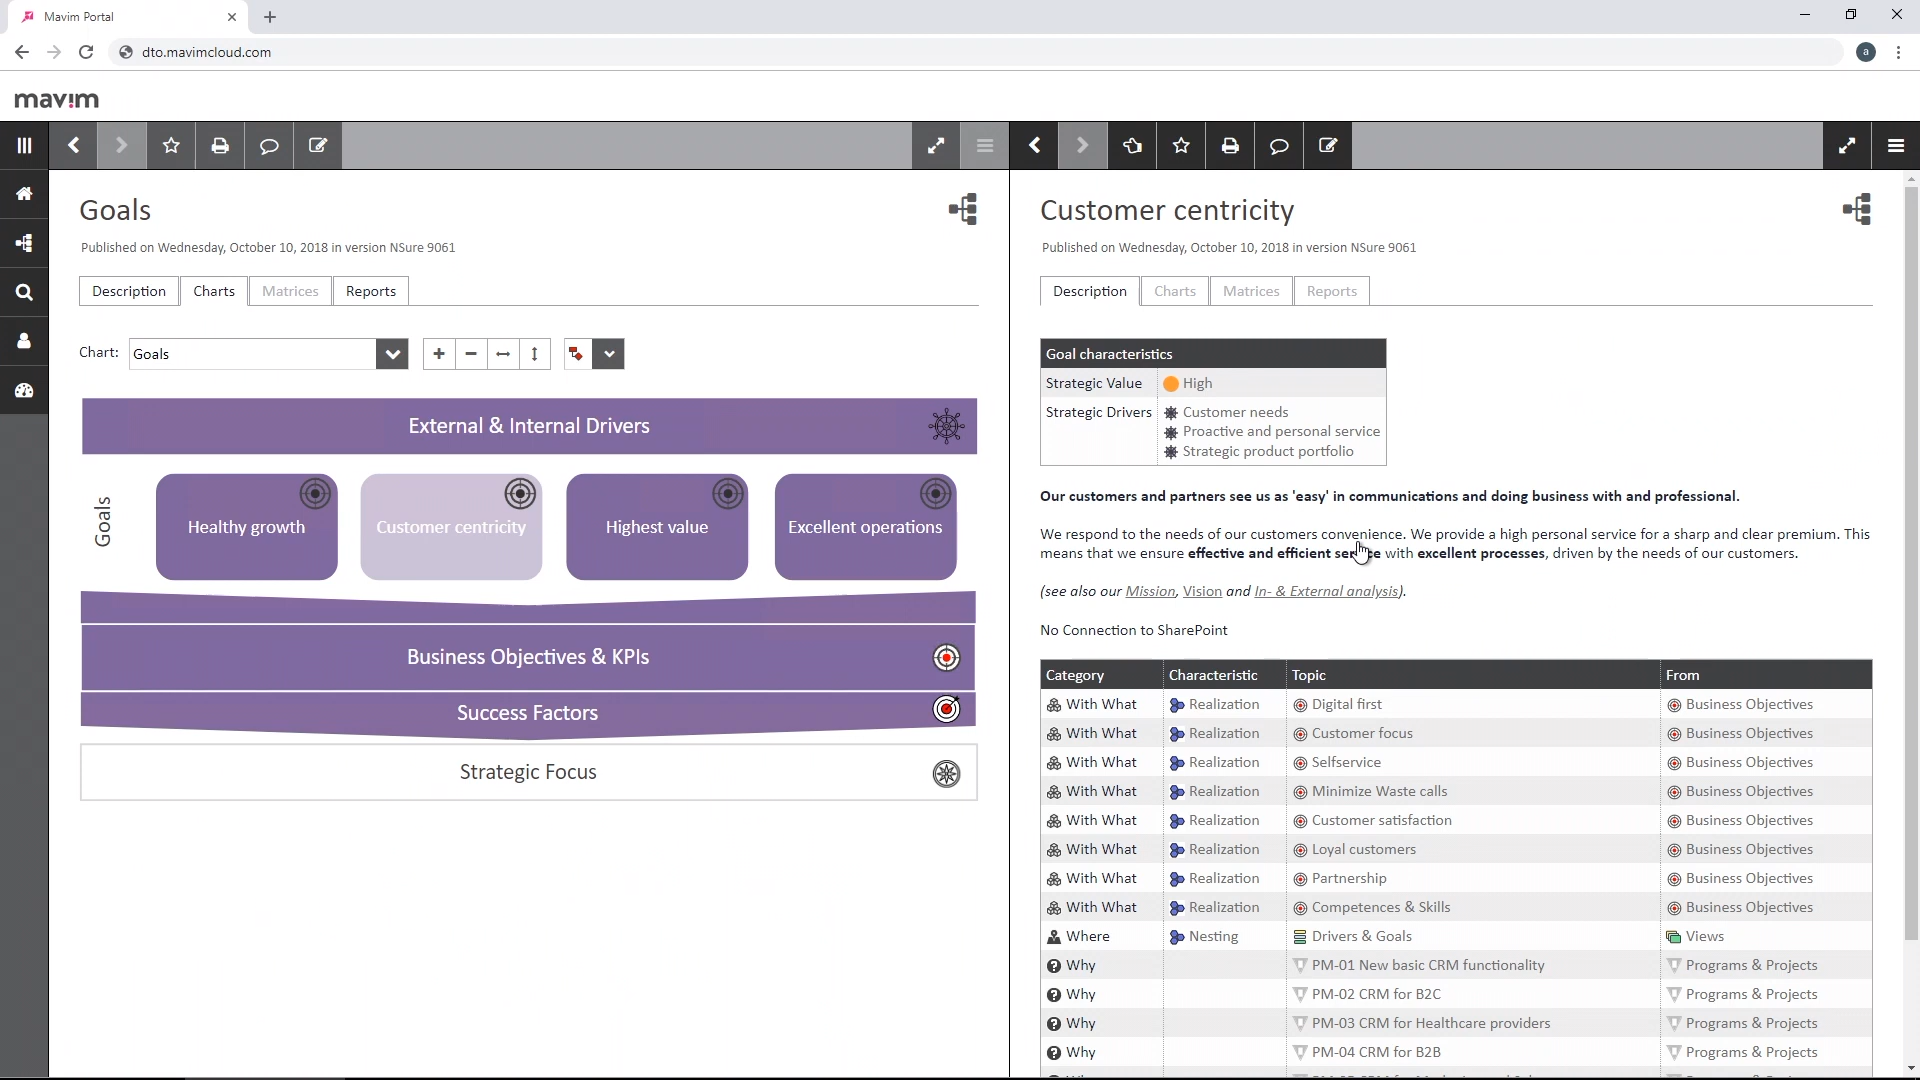 Mavim Portal
dto.mavimcloud.com
a
mavim
Goals
Published on Wednesday, October 10, 2018 in version NSure 9061
Description Charts Matrices Reports
Chart: Goals
External & Internal Drivers
Goals
Healthy growth Customer centricity Highest value Excellent operations
Business Objectives & KPIs
Success Factors
Strategic Focus
Customer centricity
Published on Wednesday, October 10, 2018 in version NSure 9061
Description Charts Matrices Reports
Goal characteristics
Strategic Value High
Strategic Drivers Customer needs
Proactive and personal service
Strategic product portfolio
Our customers and partners see us as 'easy' in communications and doing business with and professional.
We respond to the needs of our customers convenience. We provide a high personal service for a sharp and clear premium. This
means that we ensure effective and efficient service with excellent processes, driven by the needs of our customers.
(see also our Mission, Vision and In- & External analysis).
No Connection to SharePoint
Category Characteristic Topic From
With What Realization Digital first Business Objectives
With What Realization Customer focus Business Objectives
With What Realization Selfservice Business Objectives
With What Realization Minimize Waste calls Business Objectives
With What Realization Customer satisfaction Business Objectives
With What Realization Loyal customers Business Objectives
With What Realization Partnership Business Objectives
With What Realization Competences & Skills Business Objectives
Where Nesting Drivers & Goals Views
Why PM-01 New basic CRM functionality Programs & Projects
Why PM-02 CRM for B2C Programs & Projects
Why PM-03 CRM for Healthcare providers Programs & Projects
Why PM-04 CRM for B2B Programs & Projects